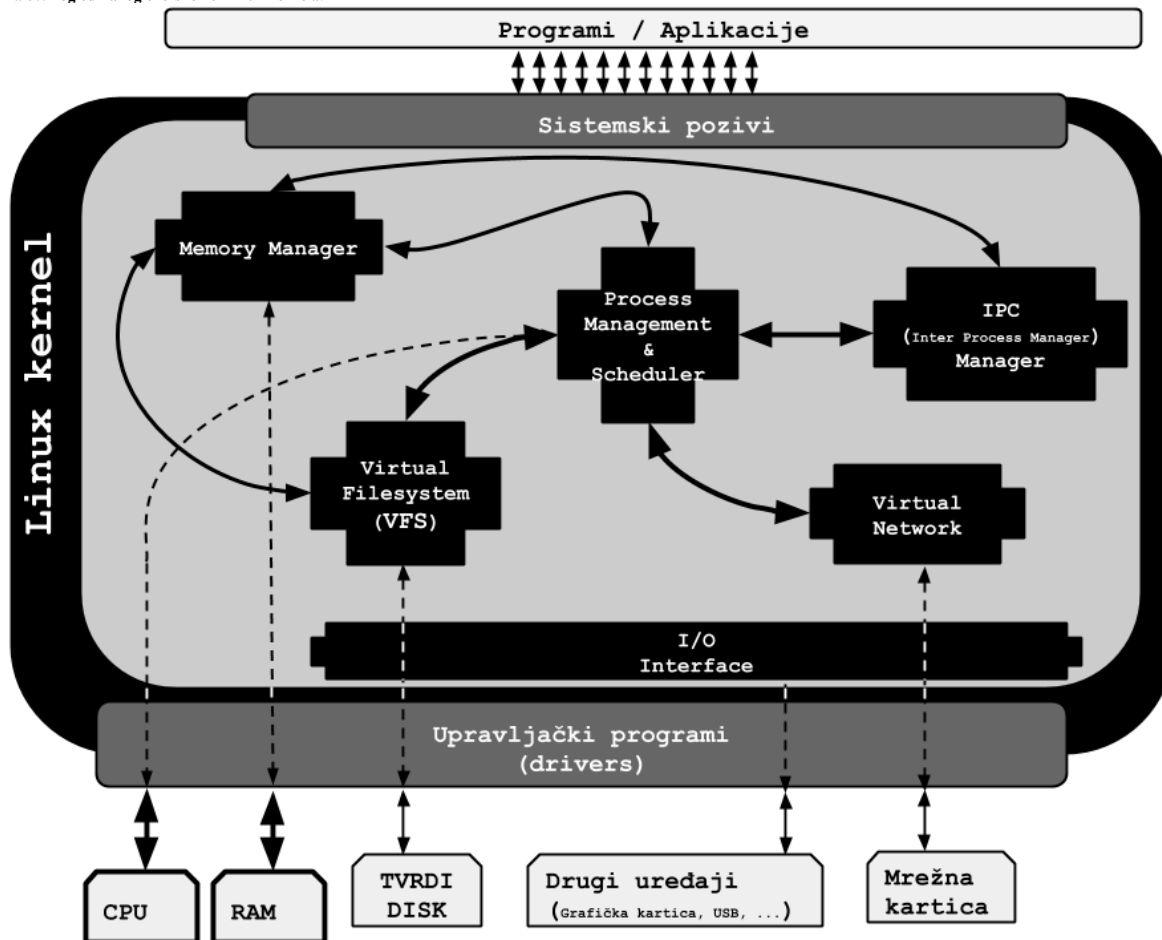 Programi / Aplikacije
Sistemski pozivi
Linux kernel
Memory Manager
Process
Management
&
Scheduler
IPC
(Inter Process Manager)
Manager
Virtual
Filesystem
(VFS)
Virtual
Network
I/O
Interface
Upravljački programi
(drivers)
CPU
RAM
TVRDI
DISK
Drugi uređaji
(Grafička kartica, USB, ...)
Mrežna
kartica